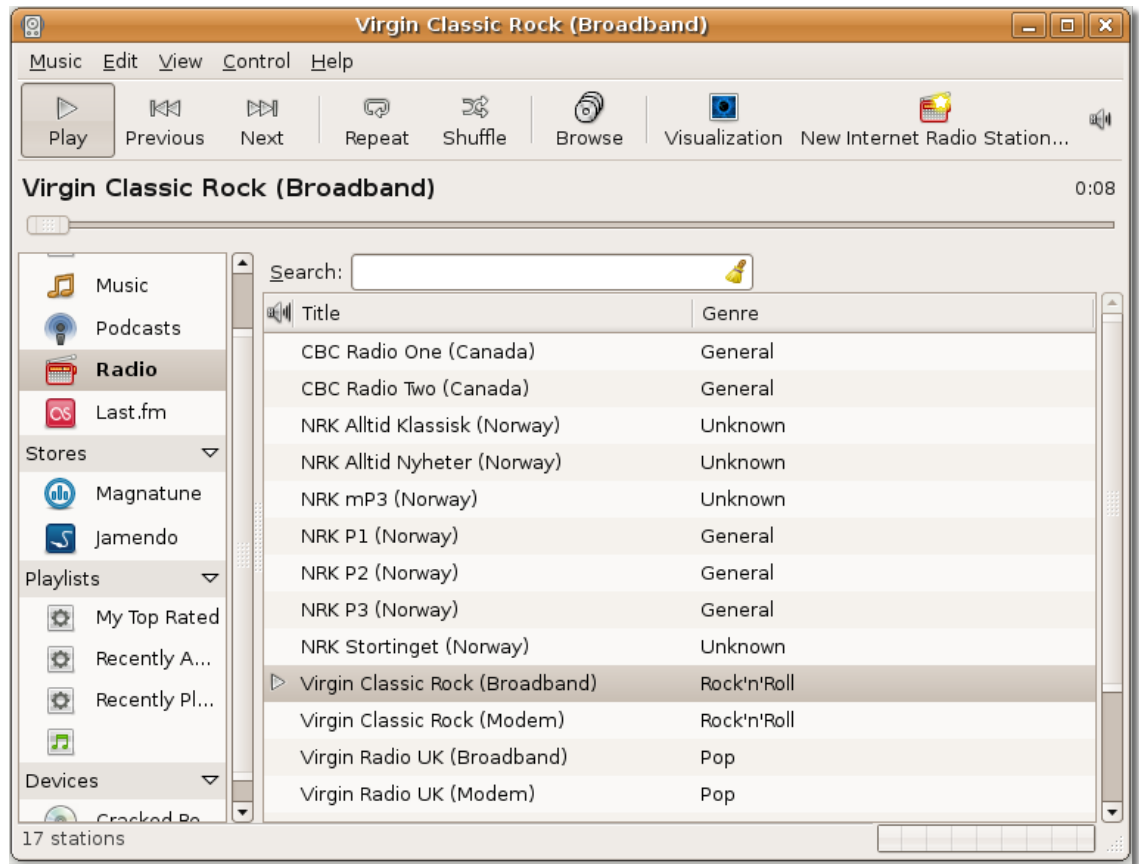 Virgin Classic Rock (Broadband)
Music Edit View Control Help
Play Previous Next Repeat Shuffle Browse Visualization New Internet Radio Station...
Virgin Classic Rock (Broadband) 0:08
Music
Podcasts
Radio
Last.fm
Stores
Magnatune
Jamendo
Playlists
My Top Rated
Recently A...
Recently Pl...
Devices
Search:
Title Genre
CBC Radio One (Canada) General
CBC Radio Two (Canada) General
NRK Alltid Klassisk (Norway) Unknown
NRK Alltid Nyheter (Norway) Unknown
NRK mP3 (Norway) Unknown
NRK P1 (Norway) General
NRK P2 (Norway) General
NRK P3 (Norway) General
NRK Stortinget (Norway) Unknown
Virgin Classic Rock (Broadband) Rock'n'Roll
Virgin Classic Rock (Modem) Rock'n'Roll
Virgin Radio UK (Broadband) Pop
Virgin Radio UK (Modem) Pop
17 stations